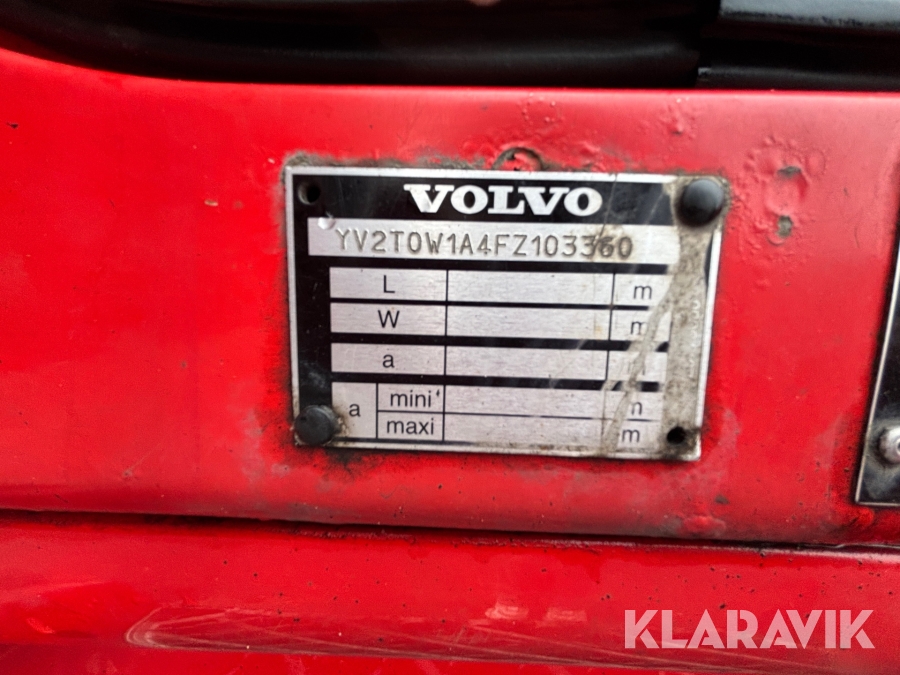 VOLVO
YV2T0W1A4FZ103360
L m
W m
a
a mini m
maxi m
KLARAVIK